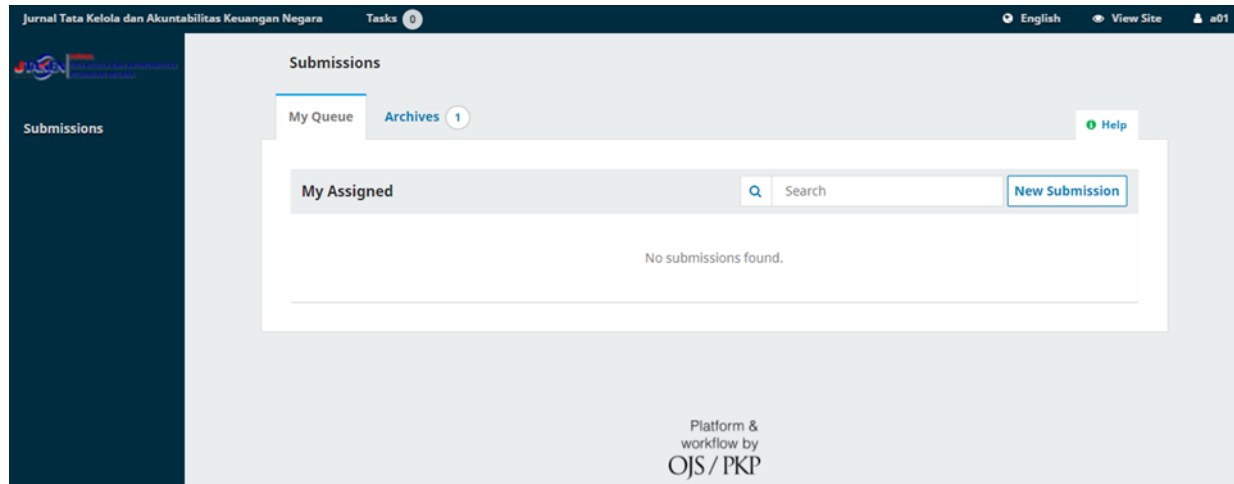 Jurnal Tata Kelola dan Akuntabilitas Keuangan Negara Tasks 0 English View Site a01
Submissions
My Queue Archives 1
Submissions
Help
My Assigned Search New Submission
No submissions found.
Platform &
workflow by
OJS / PKP